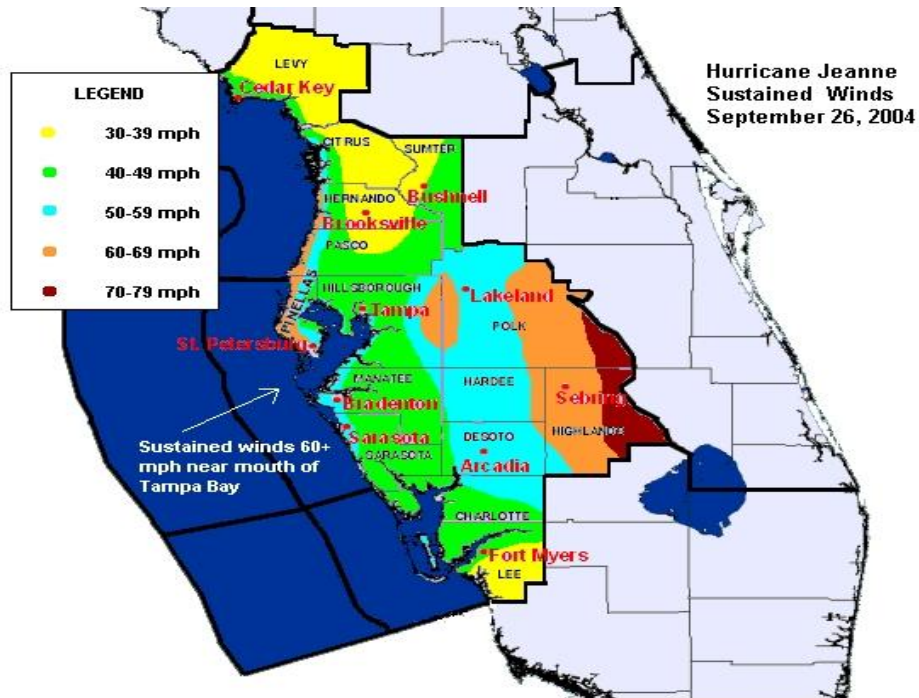 Hurricane Jeanne
Sustained Winds
September 26, 2004
LEGEND
30-39 mph
40-49 mph
50-59 mph
60-69 mph
70-79 mph
LEVY
Cedar Key
CITRUS
SUMTER
HERNANDO
Bushnell
Brooksville
PASCO
PINELLAS
HILLSBOROUGH
Tampa
Lakeland
POLK
St. Petersburg
MANATEE
HARDEE
Bradenton
Sebring
Sarasota
DESOTO
HIGHLANDS
SARASOTA
Arcadia
Sustained winds 60+
mph near mouth of
Tampa Bay
CHARLOTTE
Fort Myers
LEE